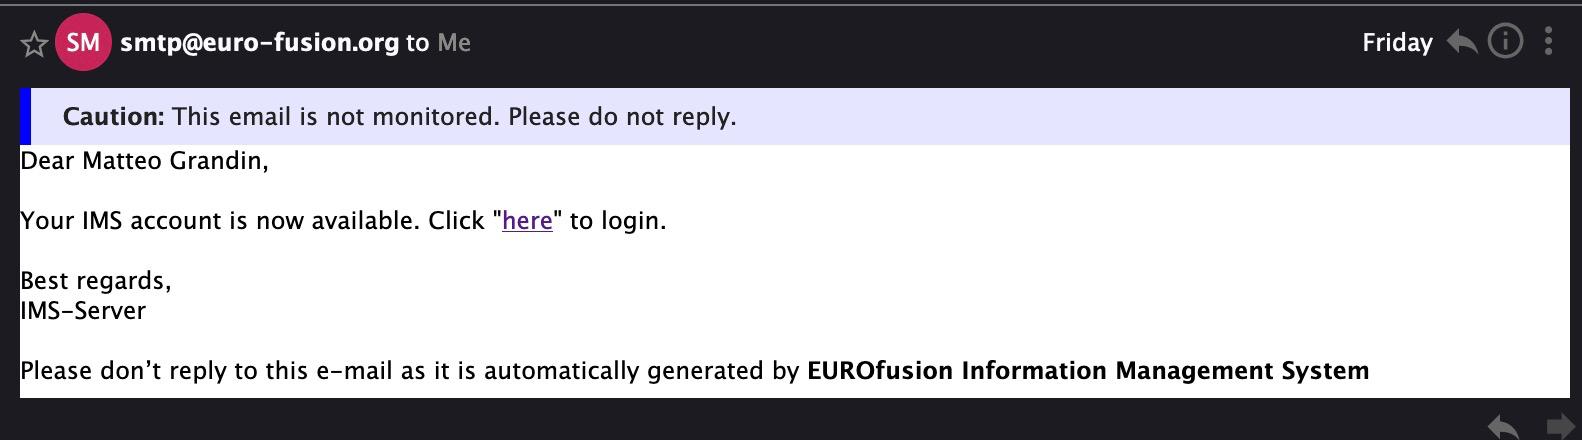 SM smtp@euro-fusion.org to Me Friday
Caution: This email is not monitored. Please do not reply.
Dear Matteo Grandin,
Your IMS account is now available. Click "here" to login.
Best regards,
IMS-Server
Please don’t reply to this e-mail as it is automatically generated by EUROfusion Information Management System